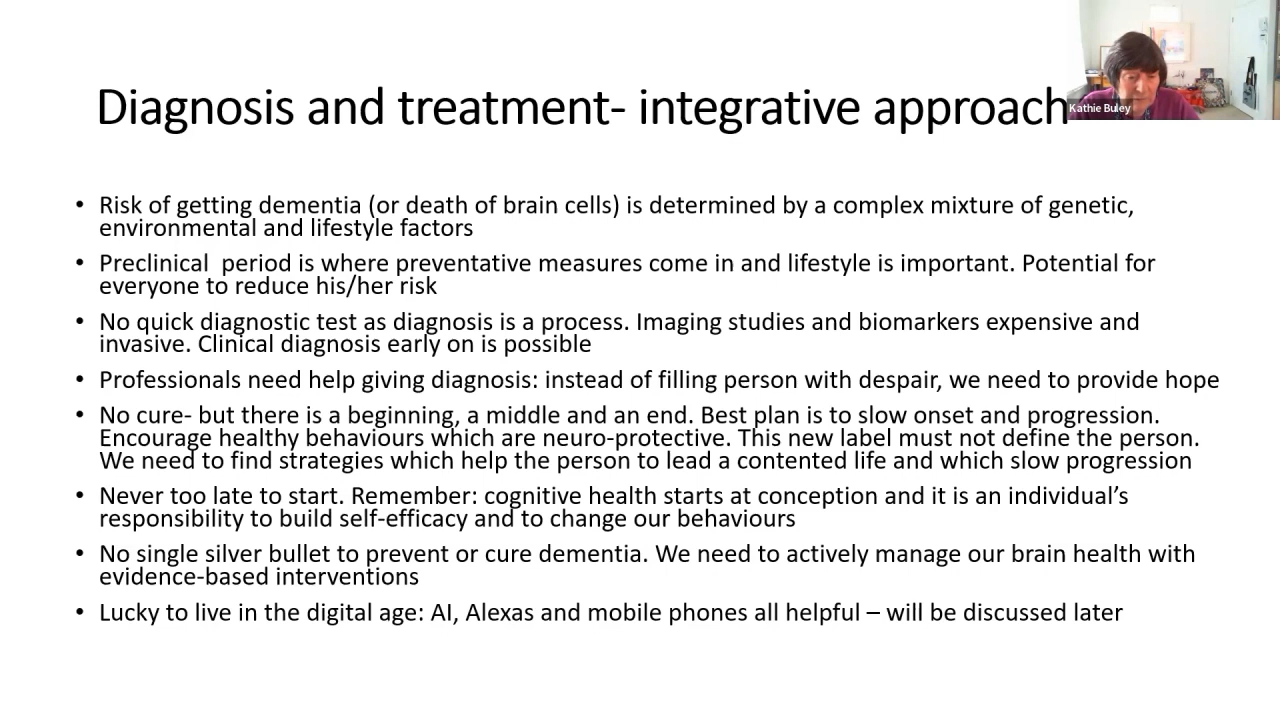 Diagnosis and treatment- integrative approach
Kathie Buley
• Risk of getting dementia (or death of brain cells) is determined by a complex mixture of genetic,
environmental and lifestyle factors
• Preclinical  period is where preventative measures come in and lifestyle is important. Potential for
everyone to reduce his/her risk
• No quick diagnostic test as diagnosis is a process. Imaging studies and biomarkers expensive and
invasive. Clinical diagnosis early on is possible
• Professionals need help giving diagnosis: instead of filling person with despair, we need to provide hope
• No cure- but there is a beginning, a middle and an end. Best plan is to slow onset and progression.
Encourage healthy behaviours which are neuro-protective. This new label must not define the person.
We need to find strategies which help the person to lead a contented life and which slow progression
• Never too late to start. Remember: cognitive health starts at conception and it is an individual’s
responsibility to build self-efficacy and to change our behaviours
• No single silver bullet to prevent or cure dementia. We need to actively manage our brain health with
evidence-based interventions
• Lucky to live in the digital age: AI, Alexas and mobile phones all helpful – will be discussed later